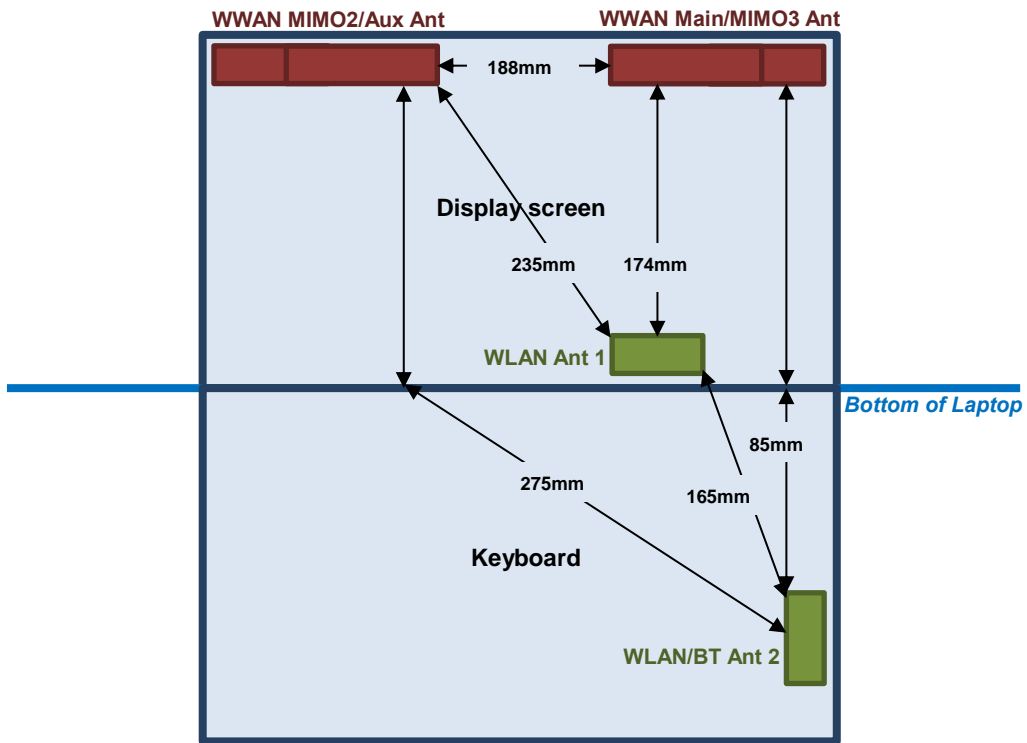 WWAN MIMO2/Aux Ant
WWAN Main/MIMO3 Ant
188mm
Display screen
235mm
174mm
WLAN Ant 1
Bottom of Laptop
85mm
275mm
165mm
Keyboard
WLAN/BT Ant 2